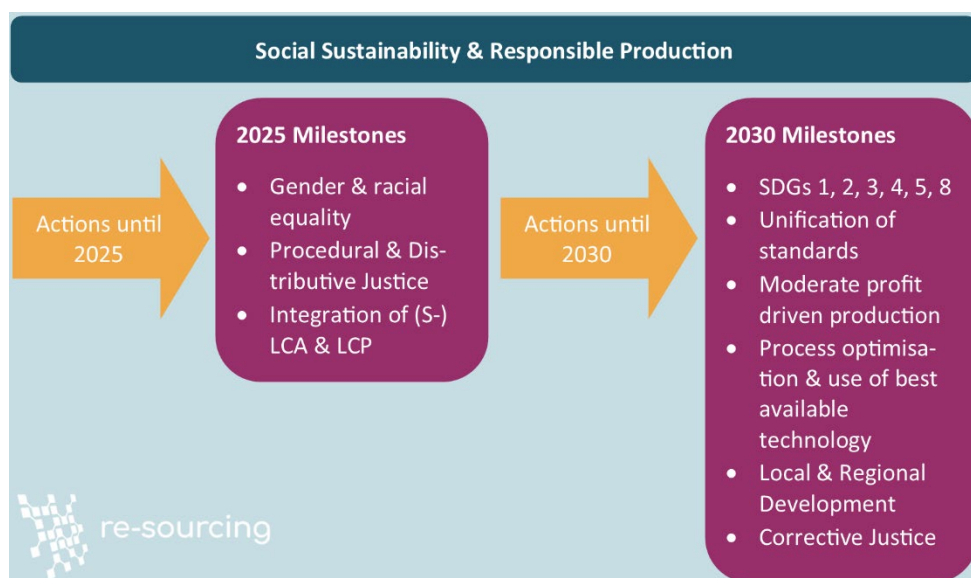 Social Sustainability & Responsible Production
Actions until
2025
2025 Milestones
• Gender & racial
equality
• Procedural & Dis-
tributive Justice
• Integration of (S-)
LCA & LCP
Actions until
2030
2030 Milestones
• SDGs 1, 2, 3, 4, 5, 8
• Unification of
standards
• Moderate profit
driven production
• Process optimisa-
tion & use of best
available
technology
• Local & Regional
Development
• Corrective Justice
re-sourcing